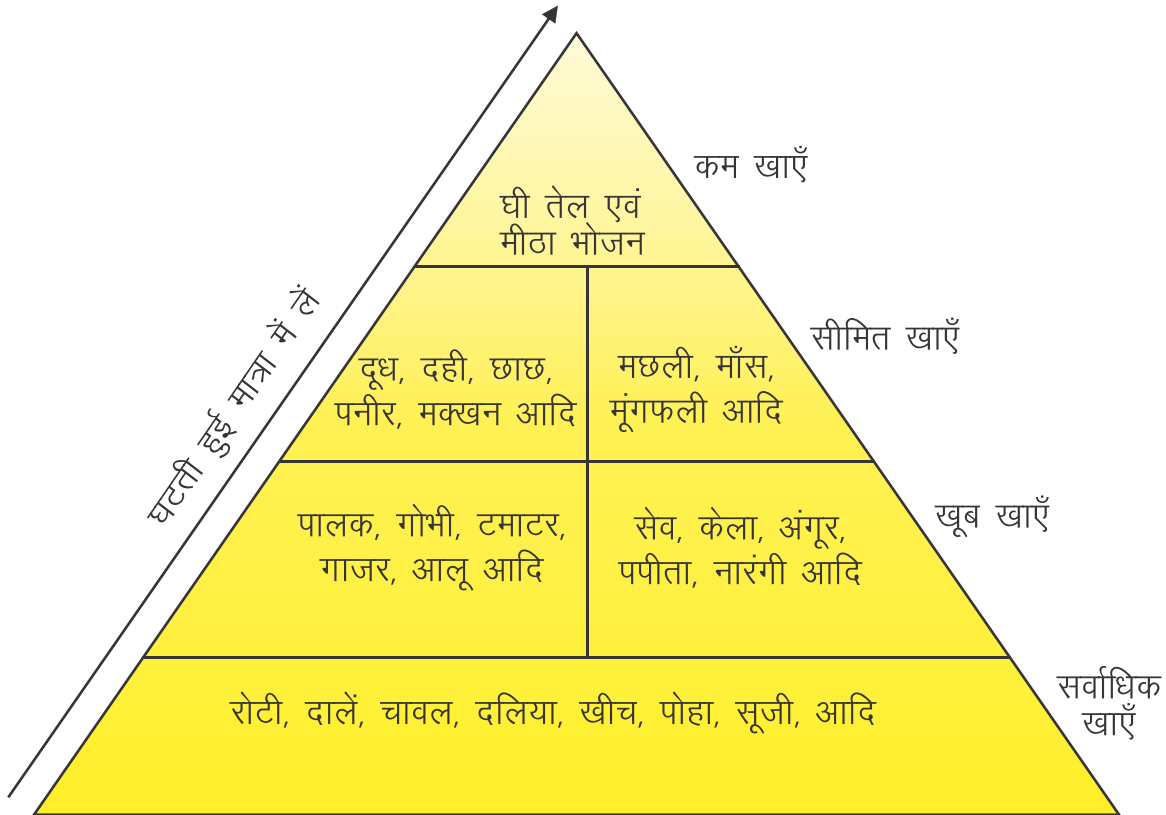 कम खाएँ
घी तेल एवं
मीठा भोजन
घटती हुई मात्रा में लें
सीमित खाएँ
दूध, दही, छाछ,
पनीर, मक्खन आदि
मछली, माँस,
मूंगफली आदि
खूब खाएँ
पालक, गोभी, टमाटर,
गाजर, आलू आदि
सेव, केला, अंगूर,
पपीता, नारंगी आदि
सर्वाधिक
खाएँ
रोटी, दालें, चावल, दलिया, खीच, पोहा, सूजी, आदि